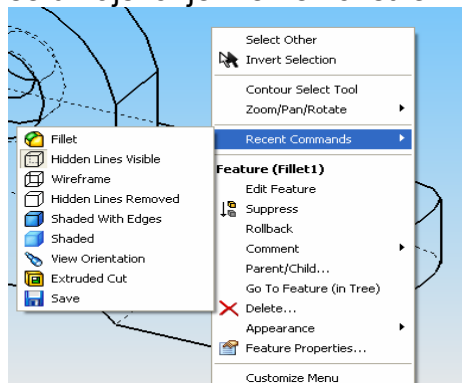 Select Other
Invert Selection
Contour Select Tool
Zoom/Pan/Rotate
Recent Commands
Feature (Fillet1)
Edit Feature
Suppress
Rollback
Comment
Parent/Child...
Go To Feature (in Tree)
Delete...
Appearance
Feature Properties...
Customize Menu
Fillet
Hidden Lines Visible
Wireframe
Hidden Lines Removed
Shaded With Edges
Shaded
View Orientation
Extruded Cut
Save